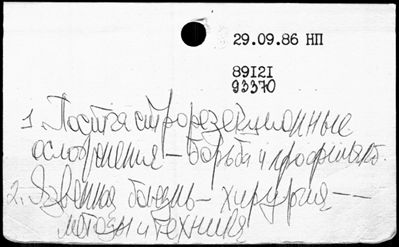 29.09.86 НП
89121
93370
1. Постгастрорезекционные
осложнения – борьба и профилакт.
2. Язвенная болезнь – хирургия –
методы и техника